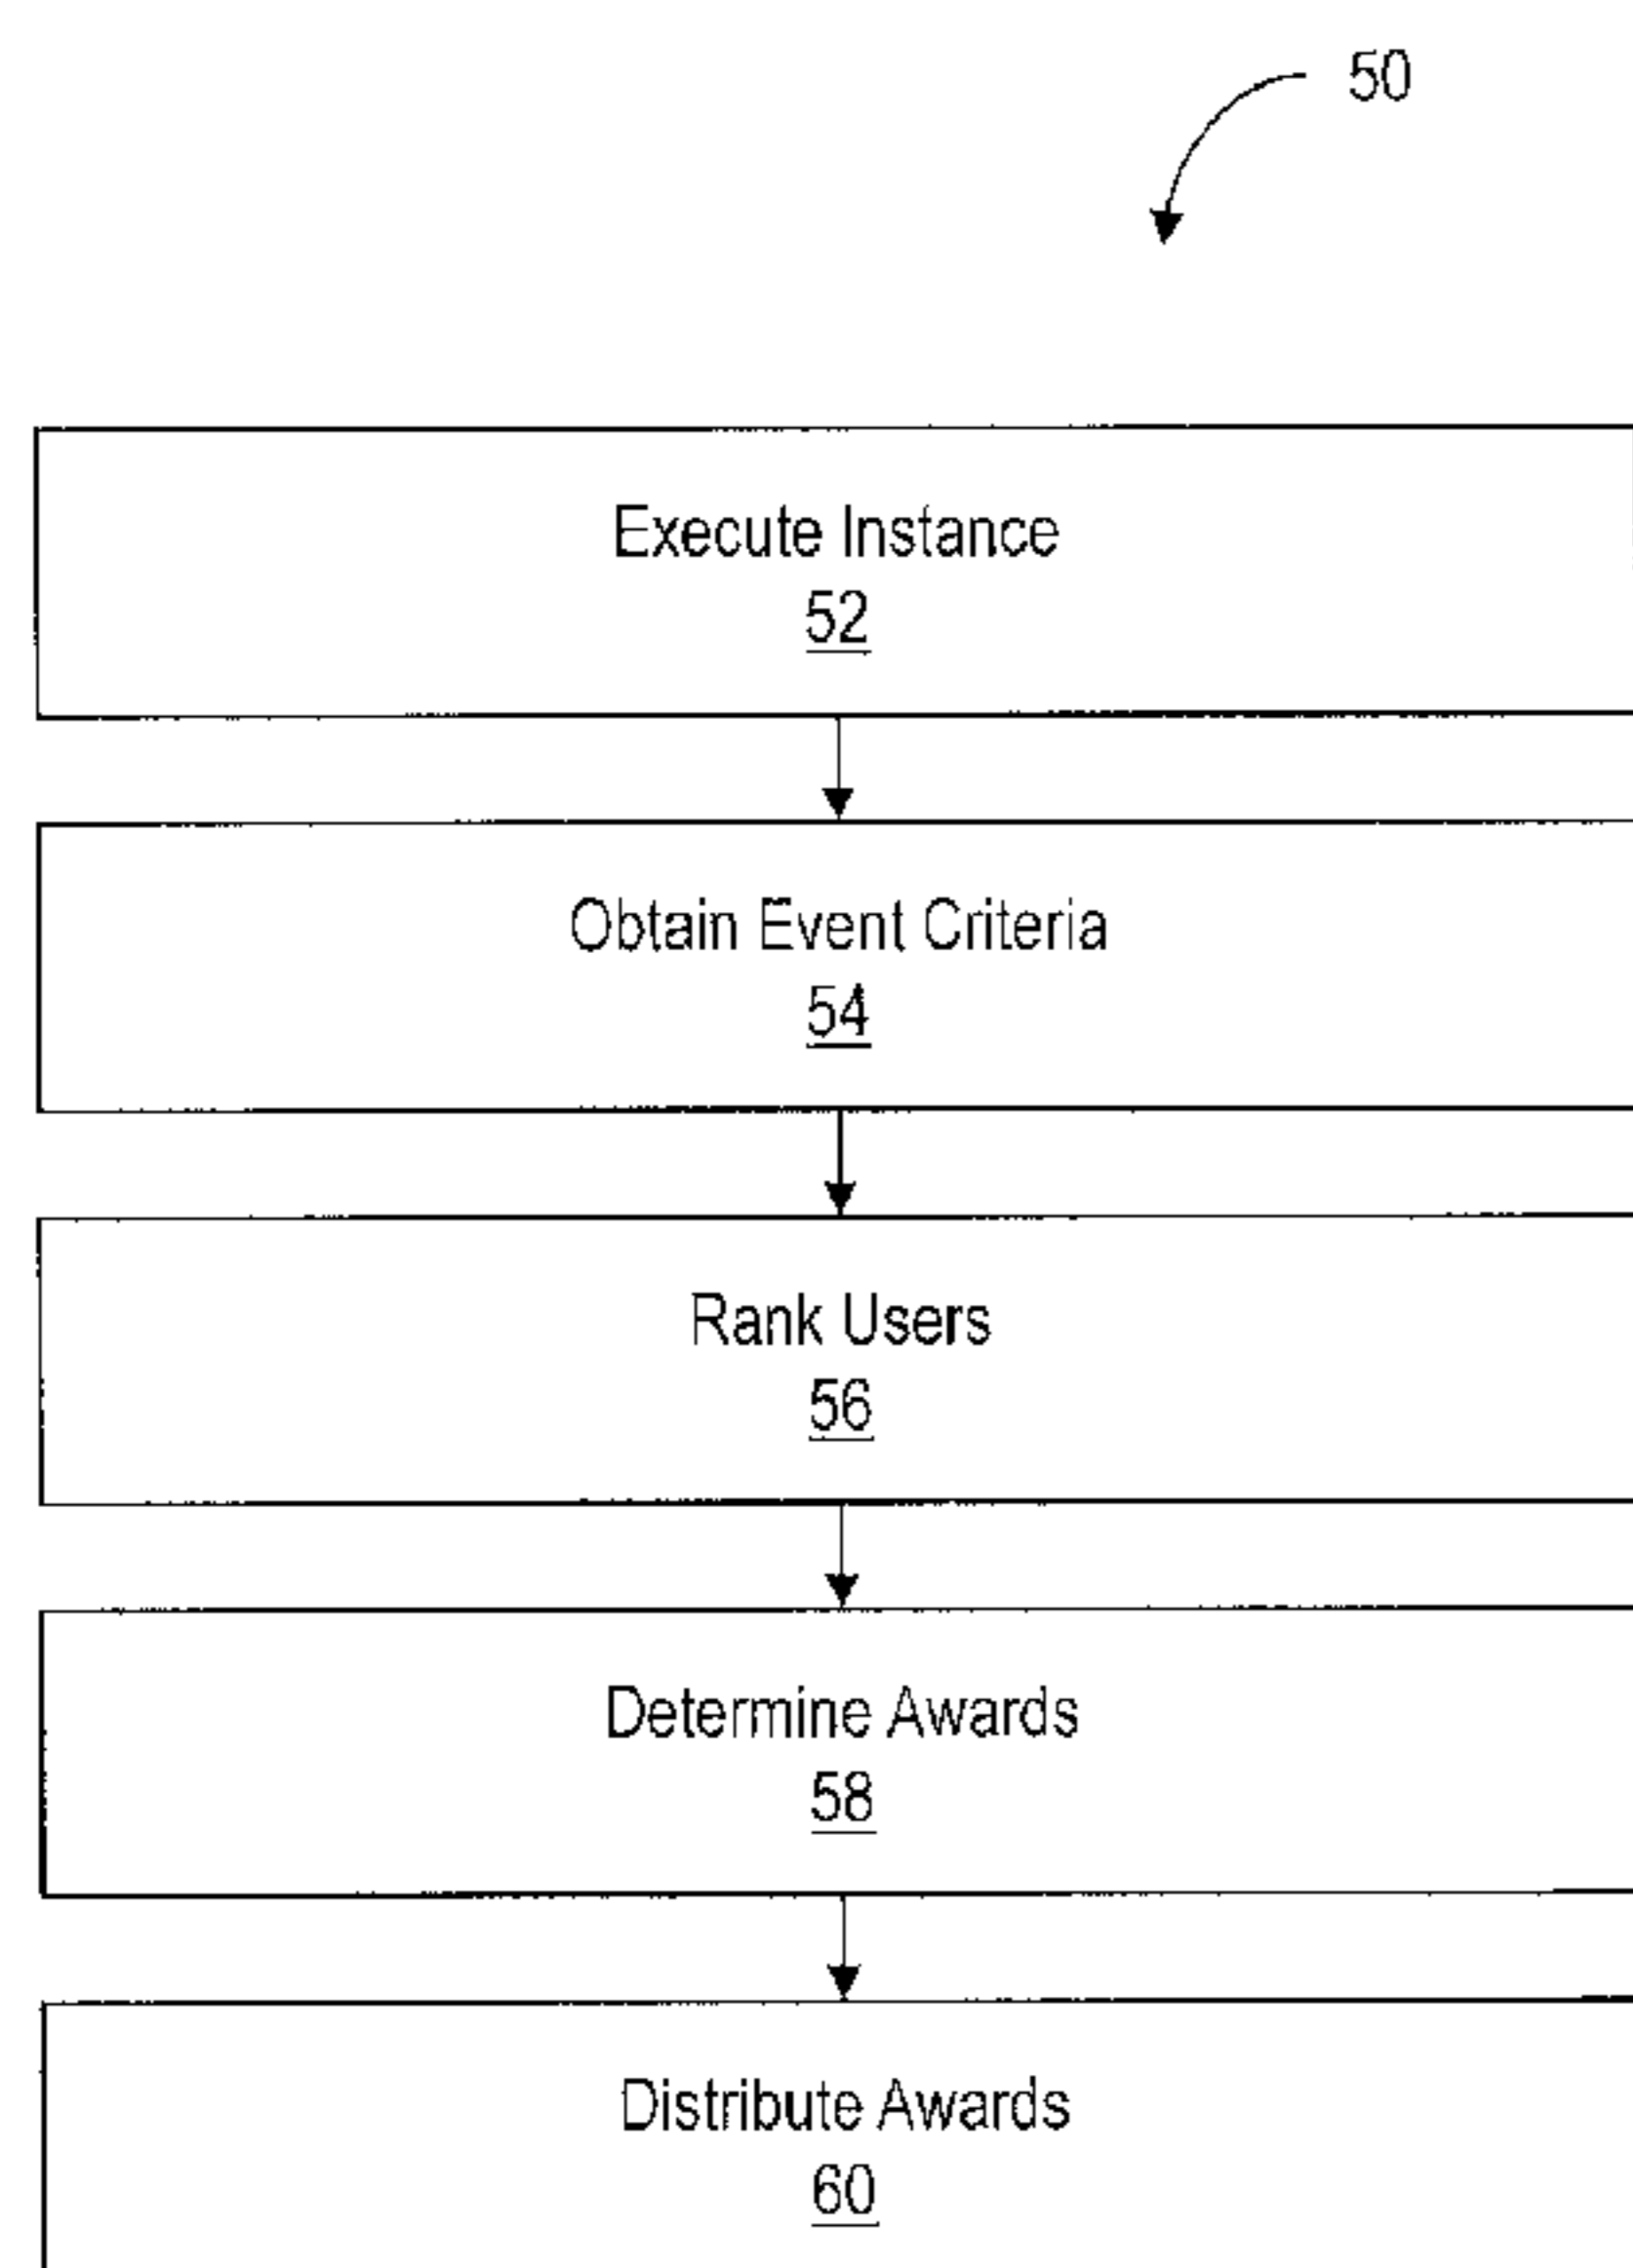 50
Execute Instance
52
Obtain Event Criteria
54
Rank Users
56
Determine Awards
58
Distribute Awards
60